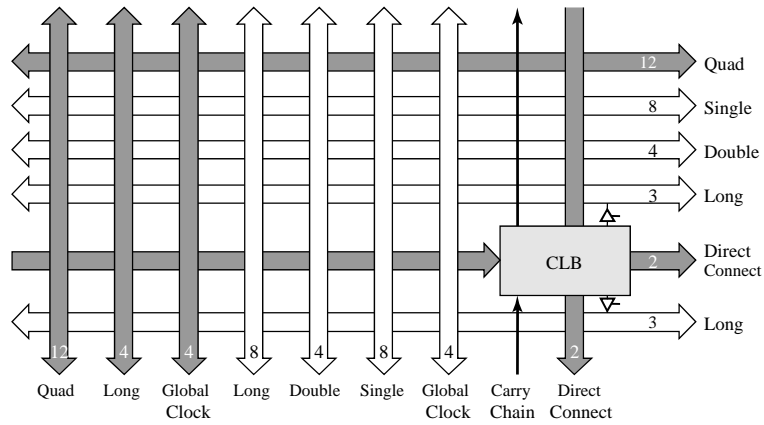 12
Quad
8
Single
4
Double
3
Long
CLB
2
Direct
Connect
3
Long
12
4
4
8
4
8
4
2
Quad
Long
Global
Clock
Long
Double
Single
Global
Clock
Carry
Chain
Direct
Connect